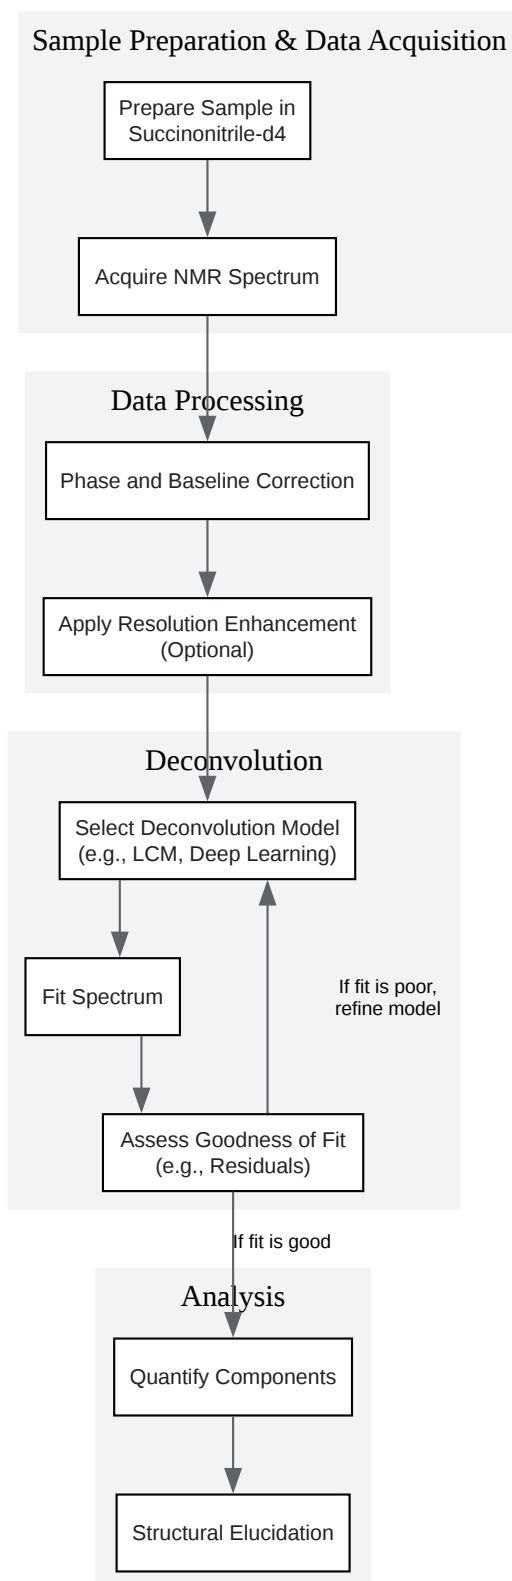 Sample Preparation & Data Acquisition
Prepare Sample in
Succinonitrile-d4
Acquire NMR Spectrum
Data Processing
Phase and Baseline Correction
Apply Resolution Enhancement
(Optional)
Deconvolution
Select Deconvolution Model
(e.g., LCM, Deep Learning)
Fit Spectrum
If fit is poor,
refine model
Assess Goodness of Fit
(e.g., Residuals)
If fit is good
Analysis
Quantify Components
Structural Elucidation